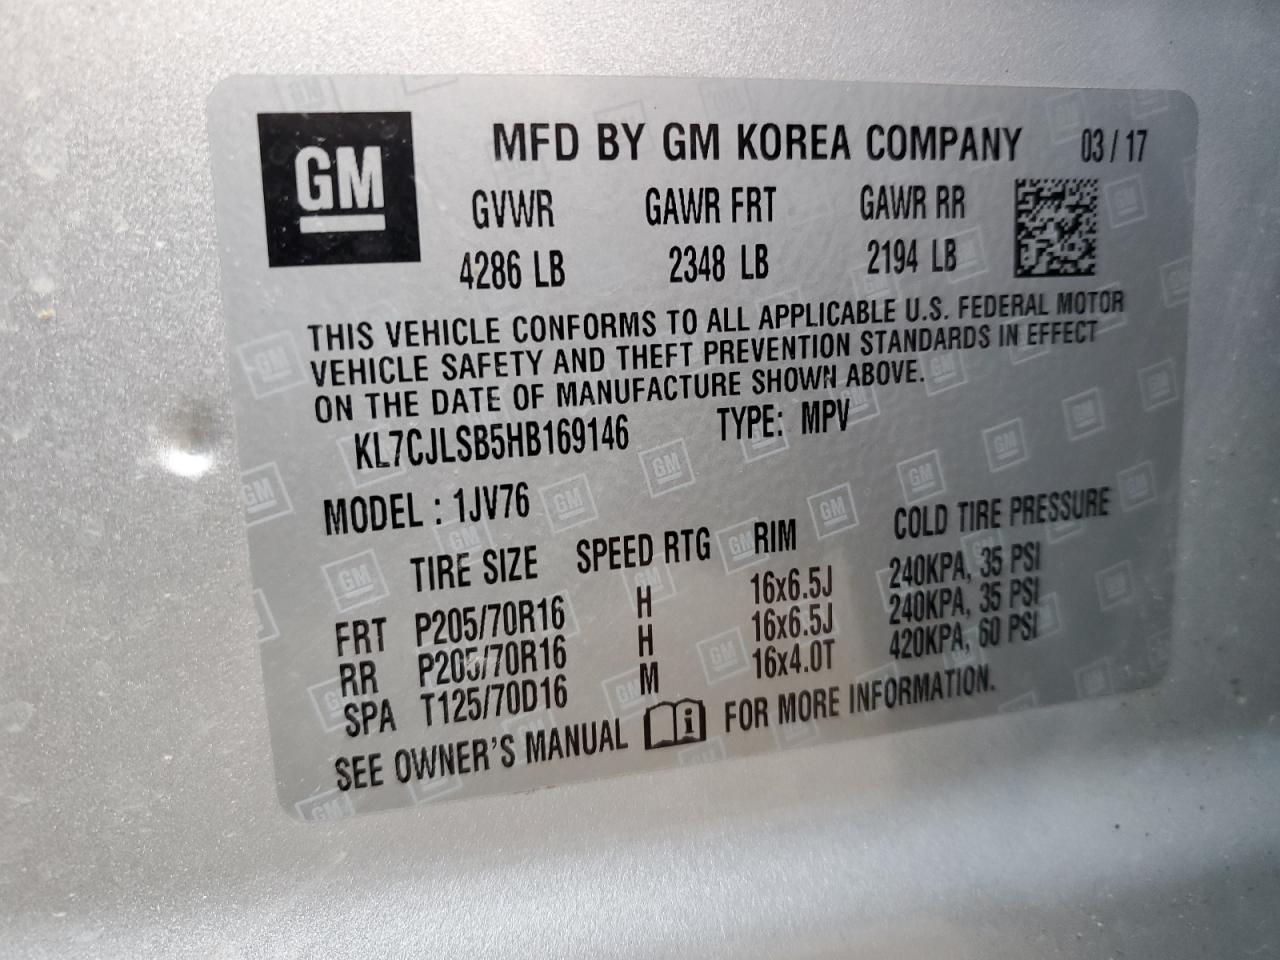 GM
MFD BY GM KOREA COMPANY 03 / 17
GVWR GAWR FRT GAWR RR
4286 LB 2348 LB 2194 LB
THIS VEHICLE CONFORMS TO ALL APPLICABLE U.S. FEDERAL MOTOR
VEHICLE SAFETY AND THEFT PREVENTION STANDARDS IN EFFECT
ON THE DATE OF MANUFACTURE SHOWN ABOVE.
KL7CJLSB5HB169146 TYPE: MPV
MODEL : 1JV76
TIRE SIZE SPEED RTG RIM COLD TIRE PRESSURE
FRT P205/70R16 H 16x6.5J 240KPA, 35 PSI
RR P205/70R16 H 16x6.5J 240KPA, 35 PSI
SPA T125/70D16 M 16x4.0T 420KPA, 60 PSI
SEE OWNER'S MANUAL FOR MORE INFORMATION.